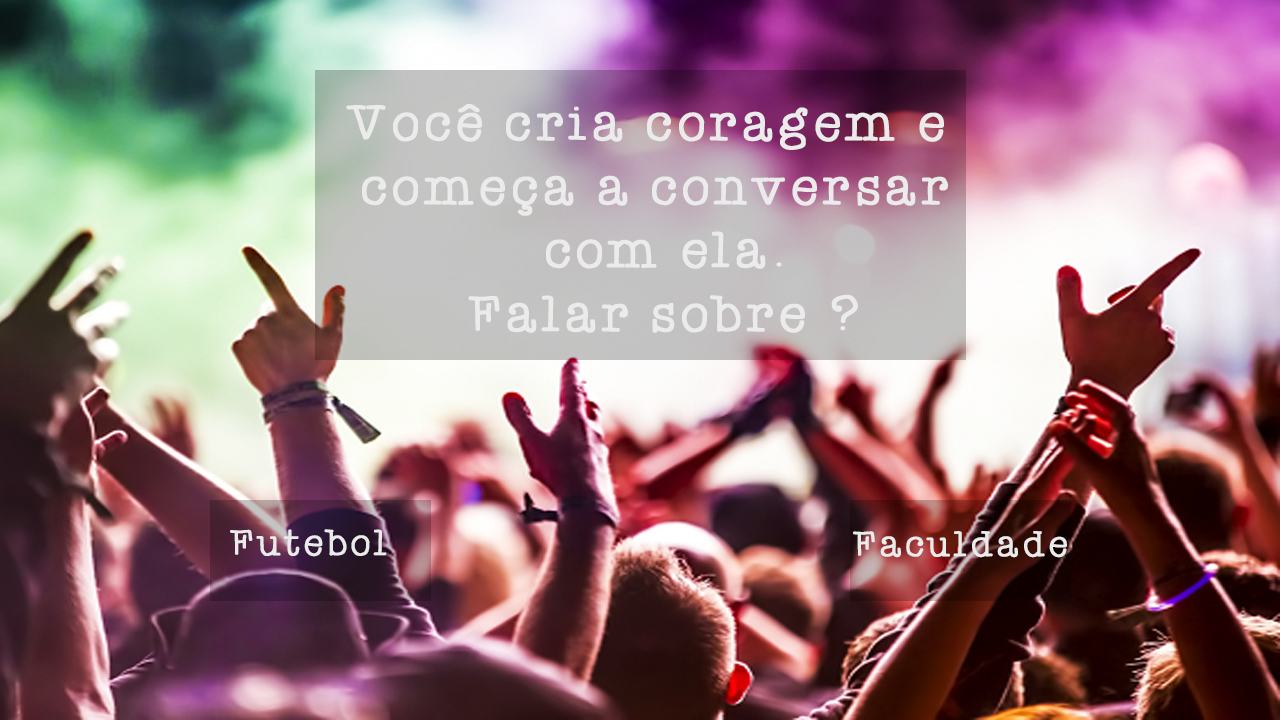 Você cria coragem e
começa a conversar
com ela.
Falar sobre ?
Futebol
Faculdade